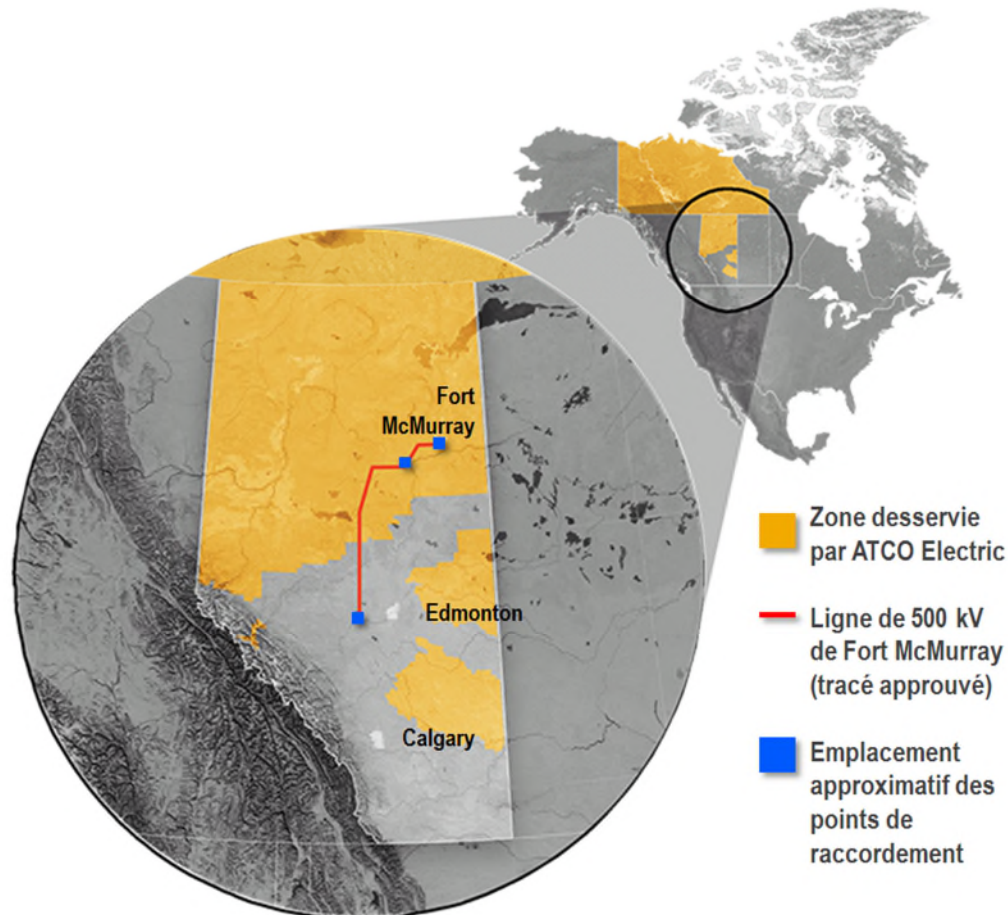 Fort
McMurray
Edmonton
Calgary
Zone desservie
par ATCO Electric
Ligne de 500 kV
de Fort McMurray
(tracé approuvé)
Emplacement
approximatif des
points de
raccordement